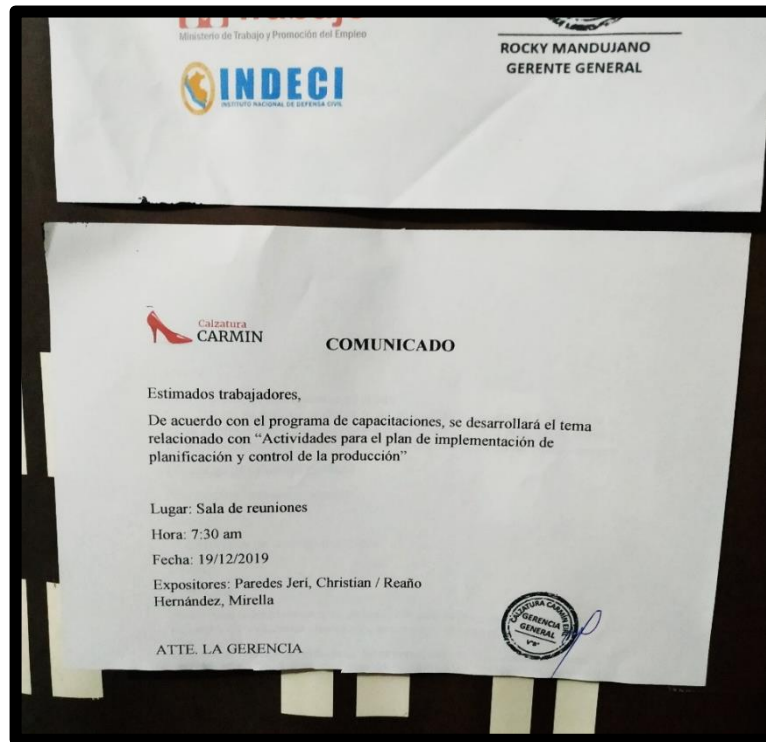 Ministerio de Trabajo y Promoción del Empleo
INDECI
INSTITUTO NACIONAL DE DEFENSA CIVIL
ROCKY MANDUJANO
GERENTE GENERAL
Calzatura
CARMIN
COMUNICADO
Estimados trabajadores,
De acuerdo con el programa de capacitaciones, se desarrollará el tema
relacionado con “Actividades para el plan de implementación de
planificación y control de la producción”
Lugar: Sala de reuniones
Hora: 7:30 am
Fecha: 19/12/2019
Expositores: Paredes Jerí, Christian / Reaño
Hernández, Mirella
ATTE. LA GERENCIA
CALZATURA CARMIN
GERENCIA
GENERAL
V°B°